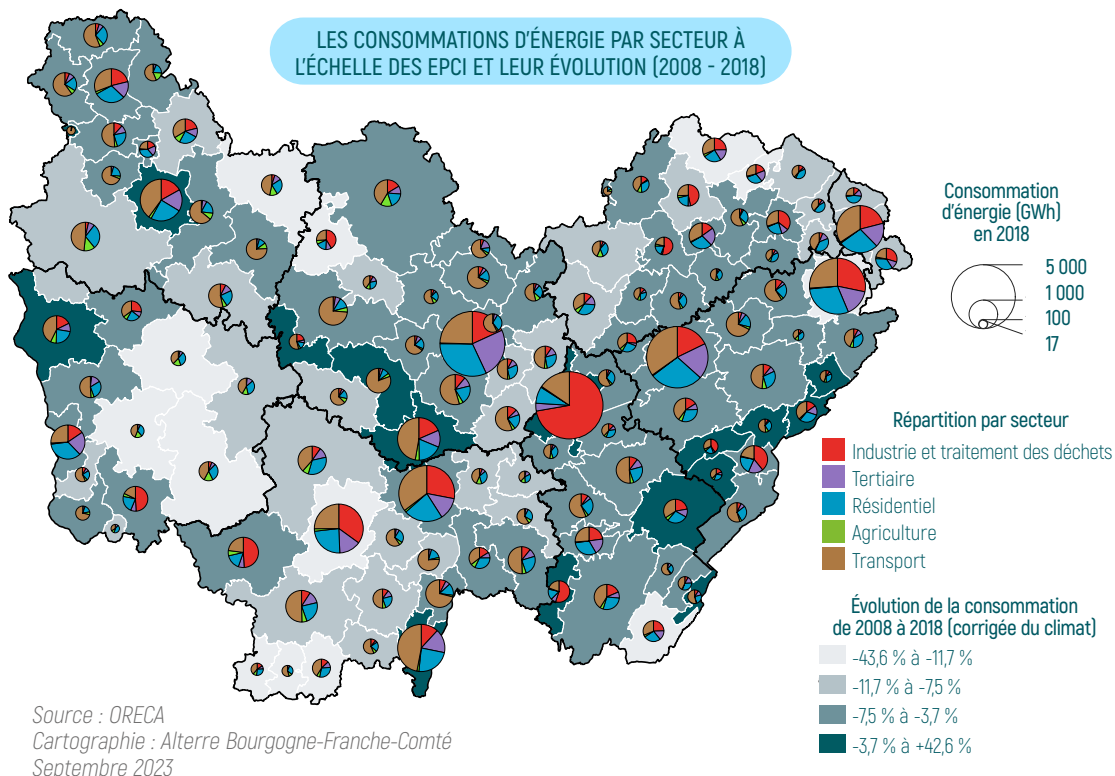 LES CONSOMMATIONS D'ÉNERGIE PAR SECTEUR À
L'ÉCHELLE DES EPCI ET LEUR ÉVOLUTION (2008 - 2018)
Consommation
d'énergie (GWh)
en 2018
5 000
1 000
100
17
Répartition par secteur
Industrie et traitement des déchets
Tertiaire
Résidentiel
Agriculture
Transport
Évolution de la consommation
de 2008 à 2018 (corrigée du climat)
-43,6 % à -11,7 %
-11,7 % à -7,5 %
-7,5 % à -3,7 %
-3,7 % à +42,6 %
Source : ORECA
Cartographie : Alterre Bourgogne-Franche-Comté
Septembre 2023